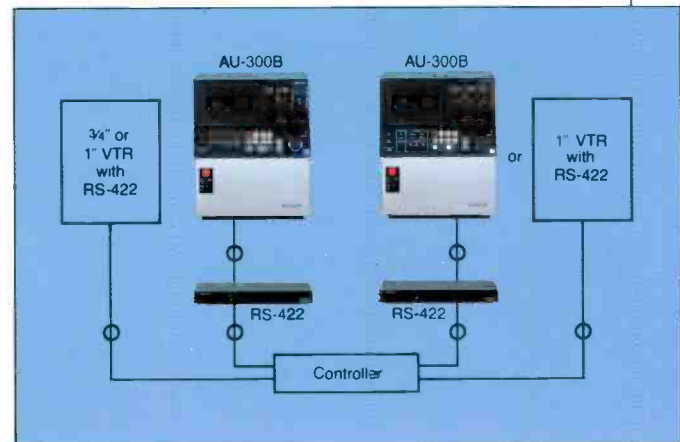 AU-300B
AU-300B
3/4" or
1" VTR
with
RS-422
or
1" VTR
with
RS-422
RS-422
RS-422
Controller